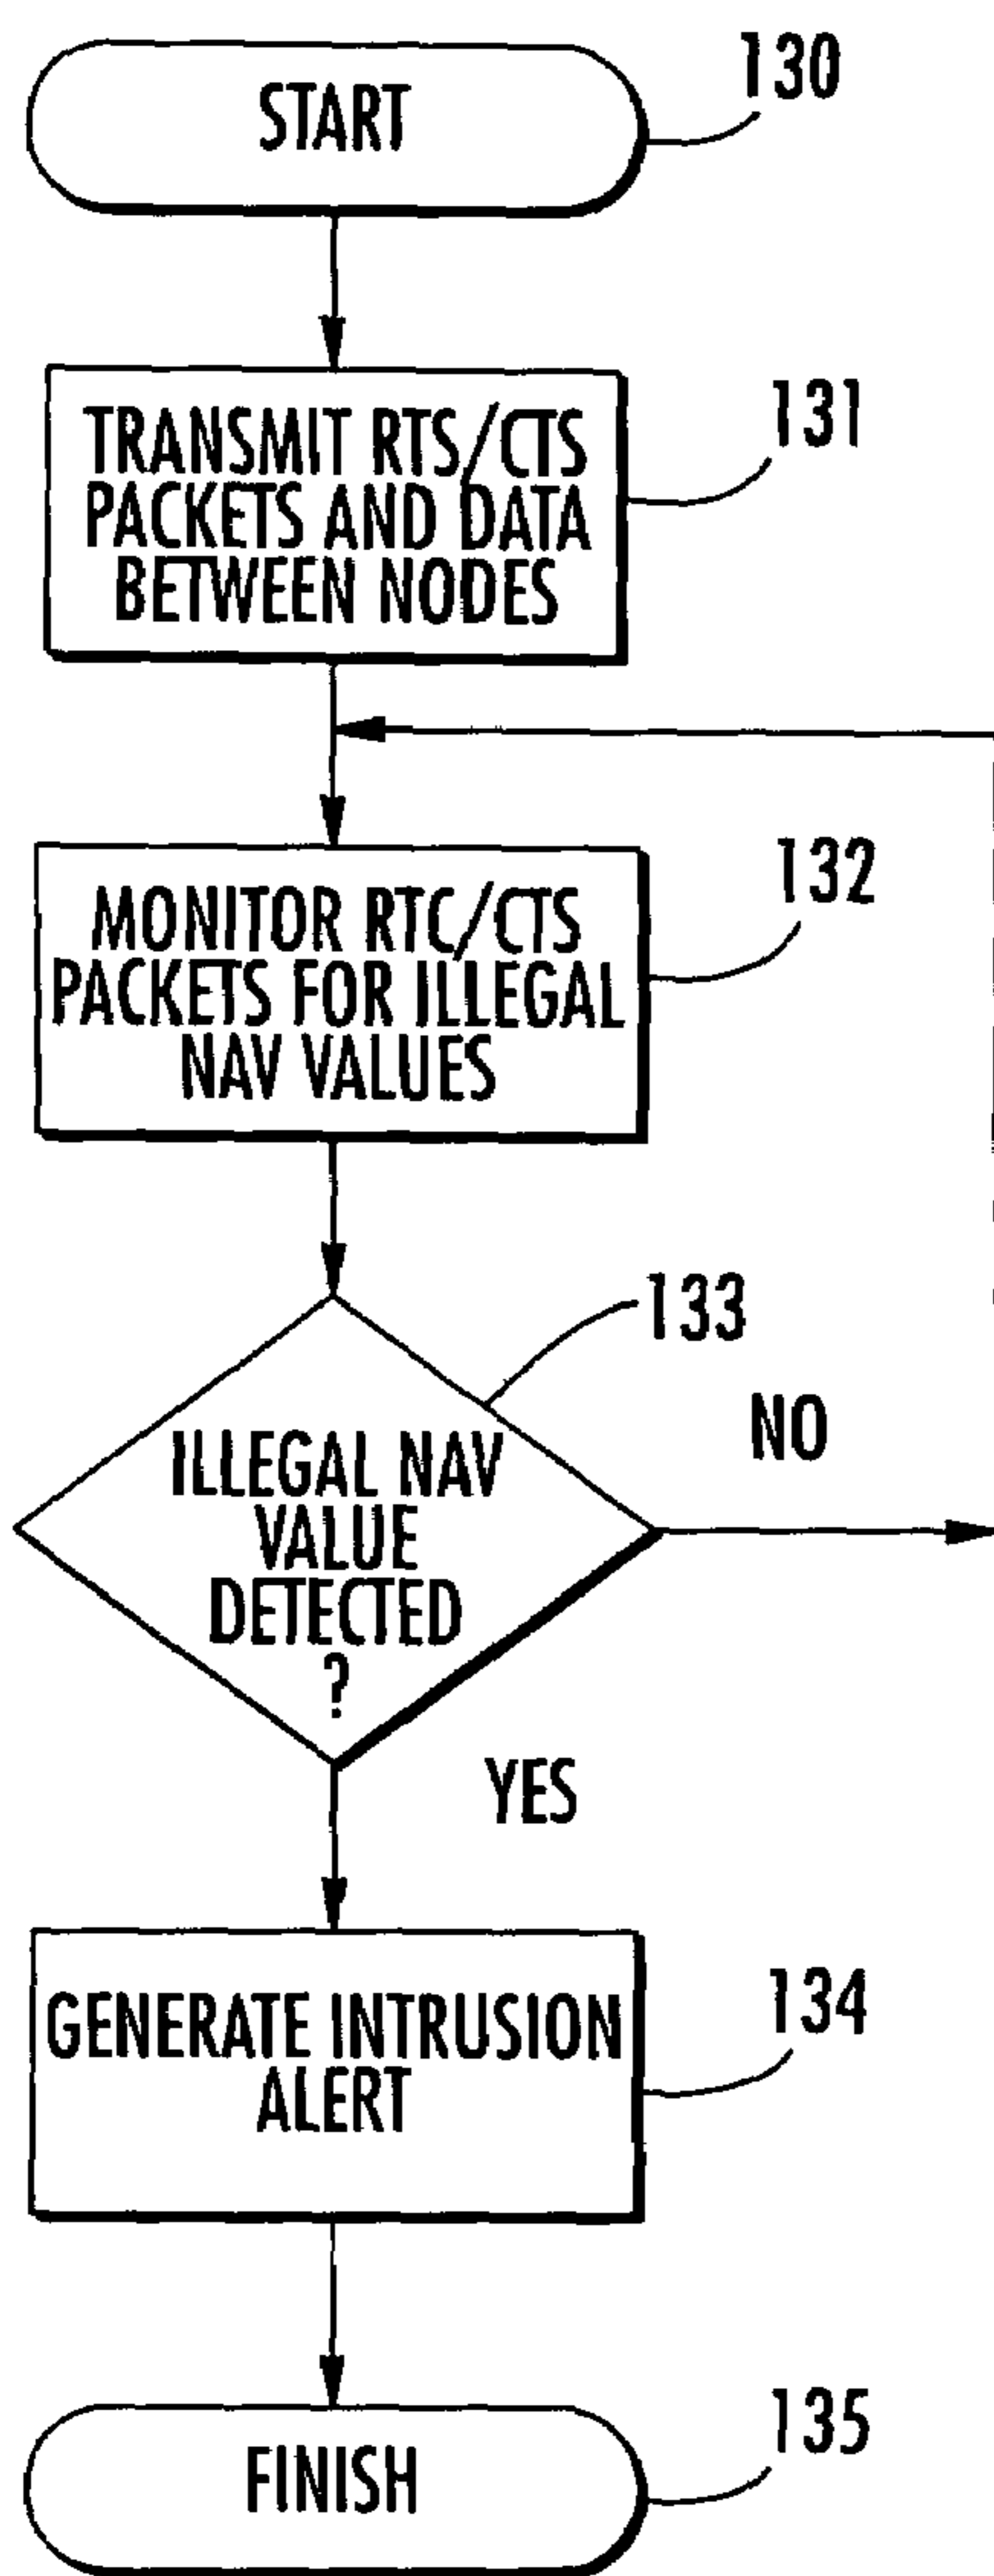 START
130
TRANSMIT RTS/CTS
PACKETS AND DATA
BETWEEN NODES
131
MONITOR RTC/CTS
PACKETS FOR ILLEGAL
NAV VALUES
132
133
ILLEGAL NAV
VALUE
DETECTED
?
NO
YES
GENERATE INTRUSION
ALERT
134
FINISH
135